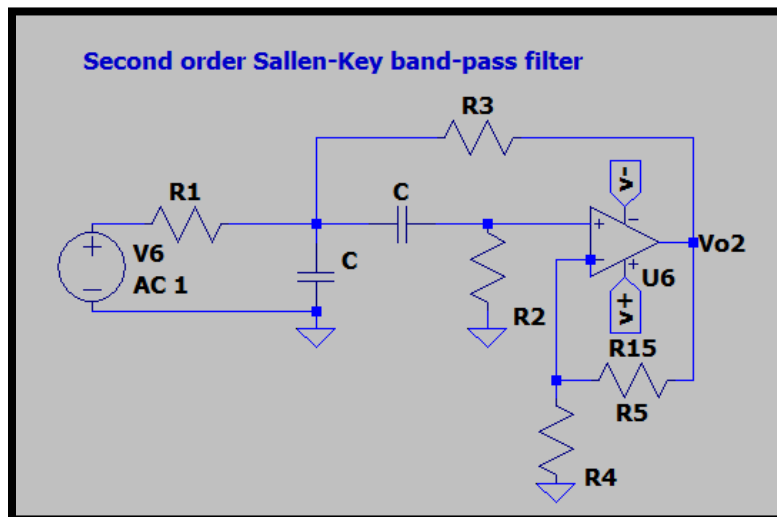 Second order Sallen-Key band-pass filter
R3
R1
C
V-
V6
AC 1
C
+
-
+
-
+
-
Vo2
U6
R2
V+
R15
R5
R4